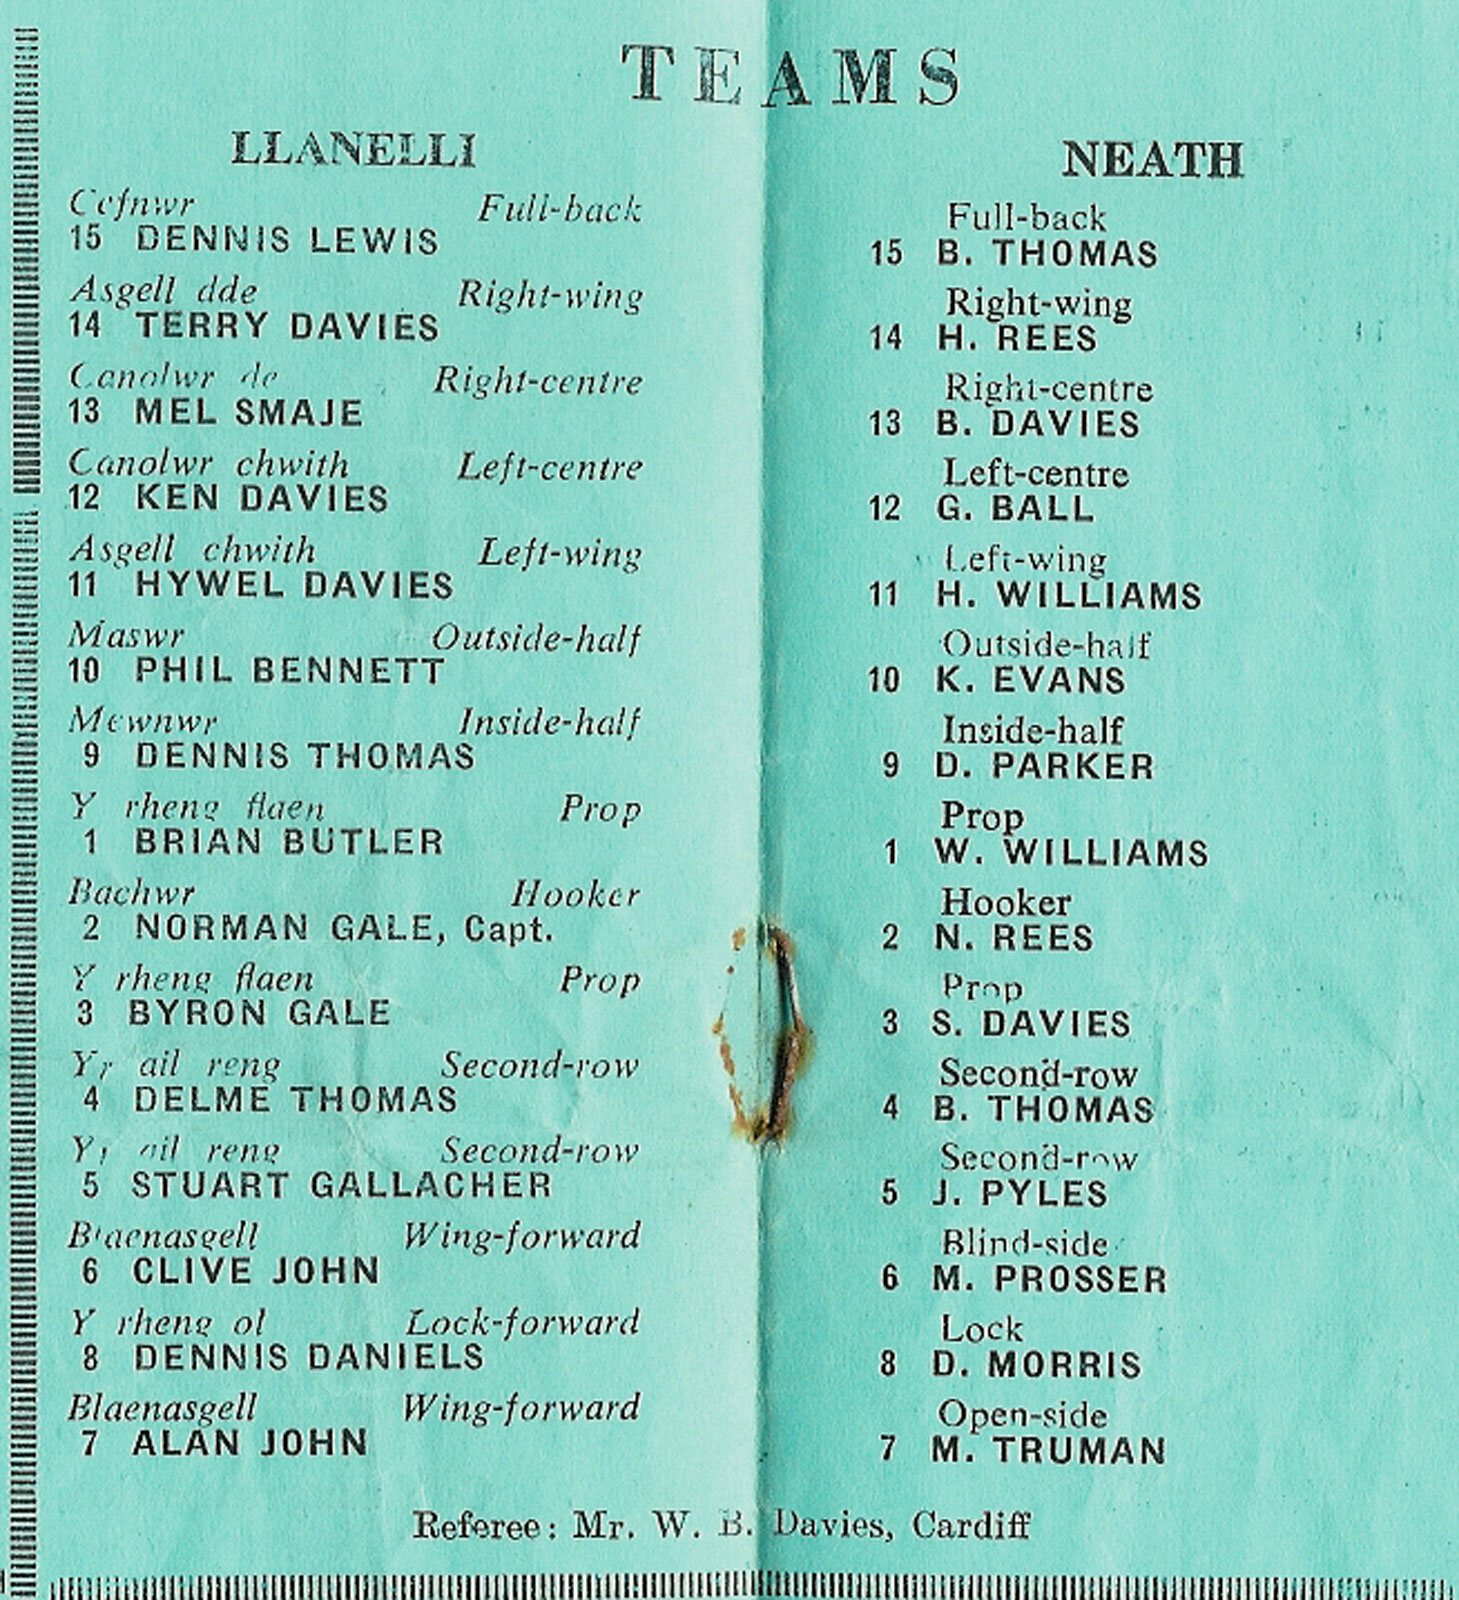 TEAMS
LLANELLI
Cefnwr Full-back
15 DENNIS LEWIS
Asgell dde Right-wing
14 TERRY DAVIES
Canolwr de Right-centre
13 MEL SMAJE
Canolwr chwith Left-centre
12 KEN DAVIES
Asgell chwith Left-wing
11 HYWEL DAVIES
Maswr Outside-half
10 PHIL BENNETT
Mewnwr Inside-half
9 DENNIS THOMAS
Y rheng flaen Prop
1 BRIAN BUTLER
Bachwr Hooker
2 NORMAN GALE, Capt.
Y rheng flaen Prop
3 BYRON GALE
Yr ail reng Second-row
4 DELME THOMAS
Yr ail reng Second-row
5 STUART GALLACHER
Blaenasgell Wing-forward
6 CLIVE JOHN
Y rheng ol Lock-forward
8 DENNIS DANIELS
Blaenasgell Wing-forward
7 ALAN JOHN
NEATH
Full-back
15 B. THOMAS
Right-wing
14 H. REES
Right-centre
13 B. DAVIES
Left-centre
12 G. BALL
Left-wing
11 H. WILLIAMS
Outside-half
10 K. EVANS
Inside-half
9 D. PARKER
Prop
1 W. WILLIAMS
Hooker
2 N. REES
Prop
3 S. DAVIES
Second-row
4 B. THOMAS
Second-row
5 J. PYLES
Blind-side
6 M. PROSSER
Lock
8 D. MORRIS
Open-side
7 M. TRUMAN
Referee: Mr. W. B. Davies, Cardiff